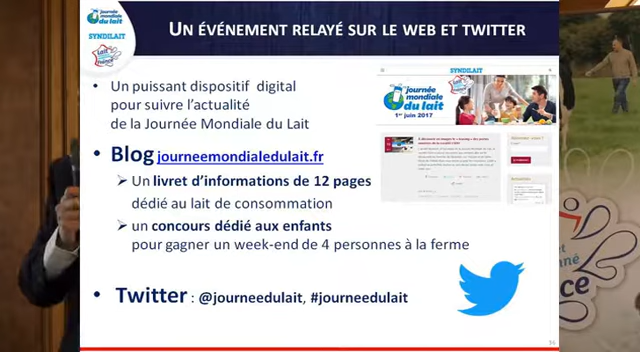 journée
mondiale
du lait
SYNDILAIT
UN ÉVÉNEMENT RELAYÉ SUR LE WEB ET TWITTER
• Un puissant dispositif digital
pour suivre l'actualité
de la Journée Mondiale du Lait
SYNDILAIT
journée
mondiale
du lait
1er juin 2017
• Blog journeemondialedulait.fr
➢ Un livret d'informations de 12 pages
dédié au lait de consommation
➢ un concours dédié aux enfants
pour gagner un week-end de 4 personnes à la ferme
• Twitter : @journeedulait, #journeedulait